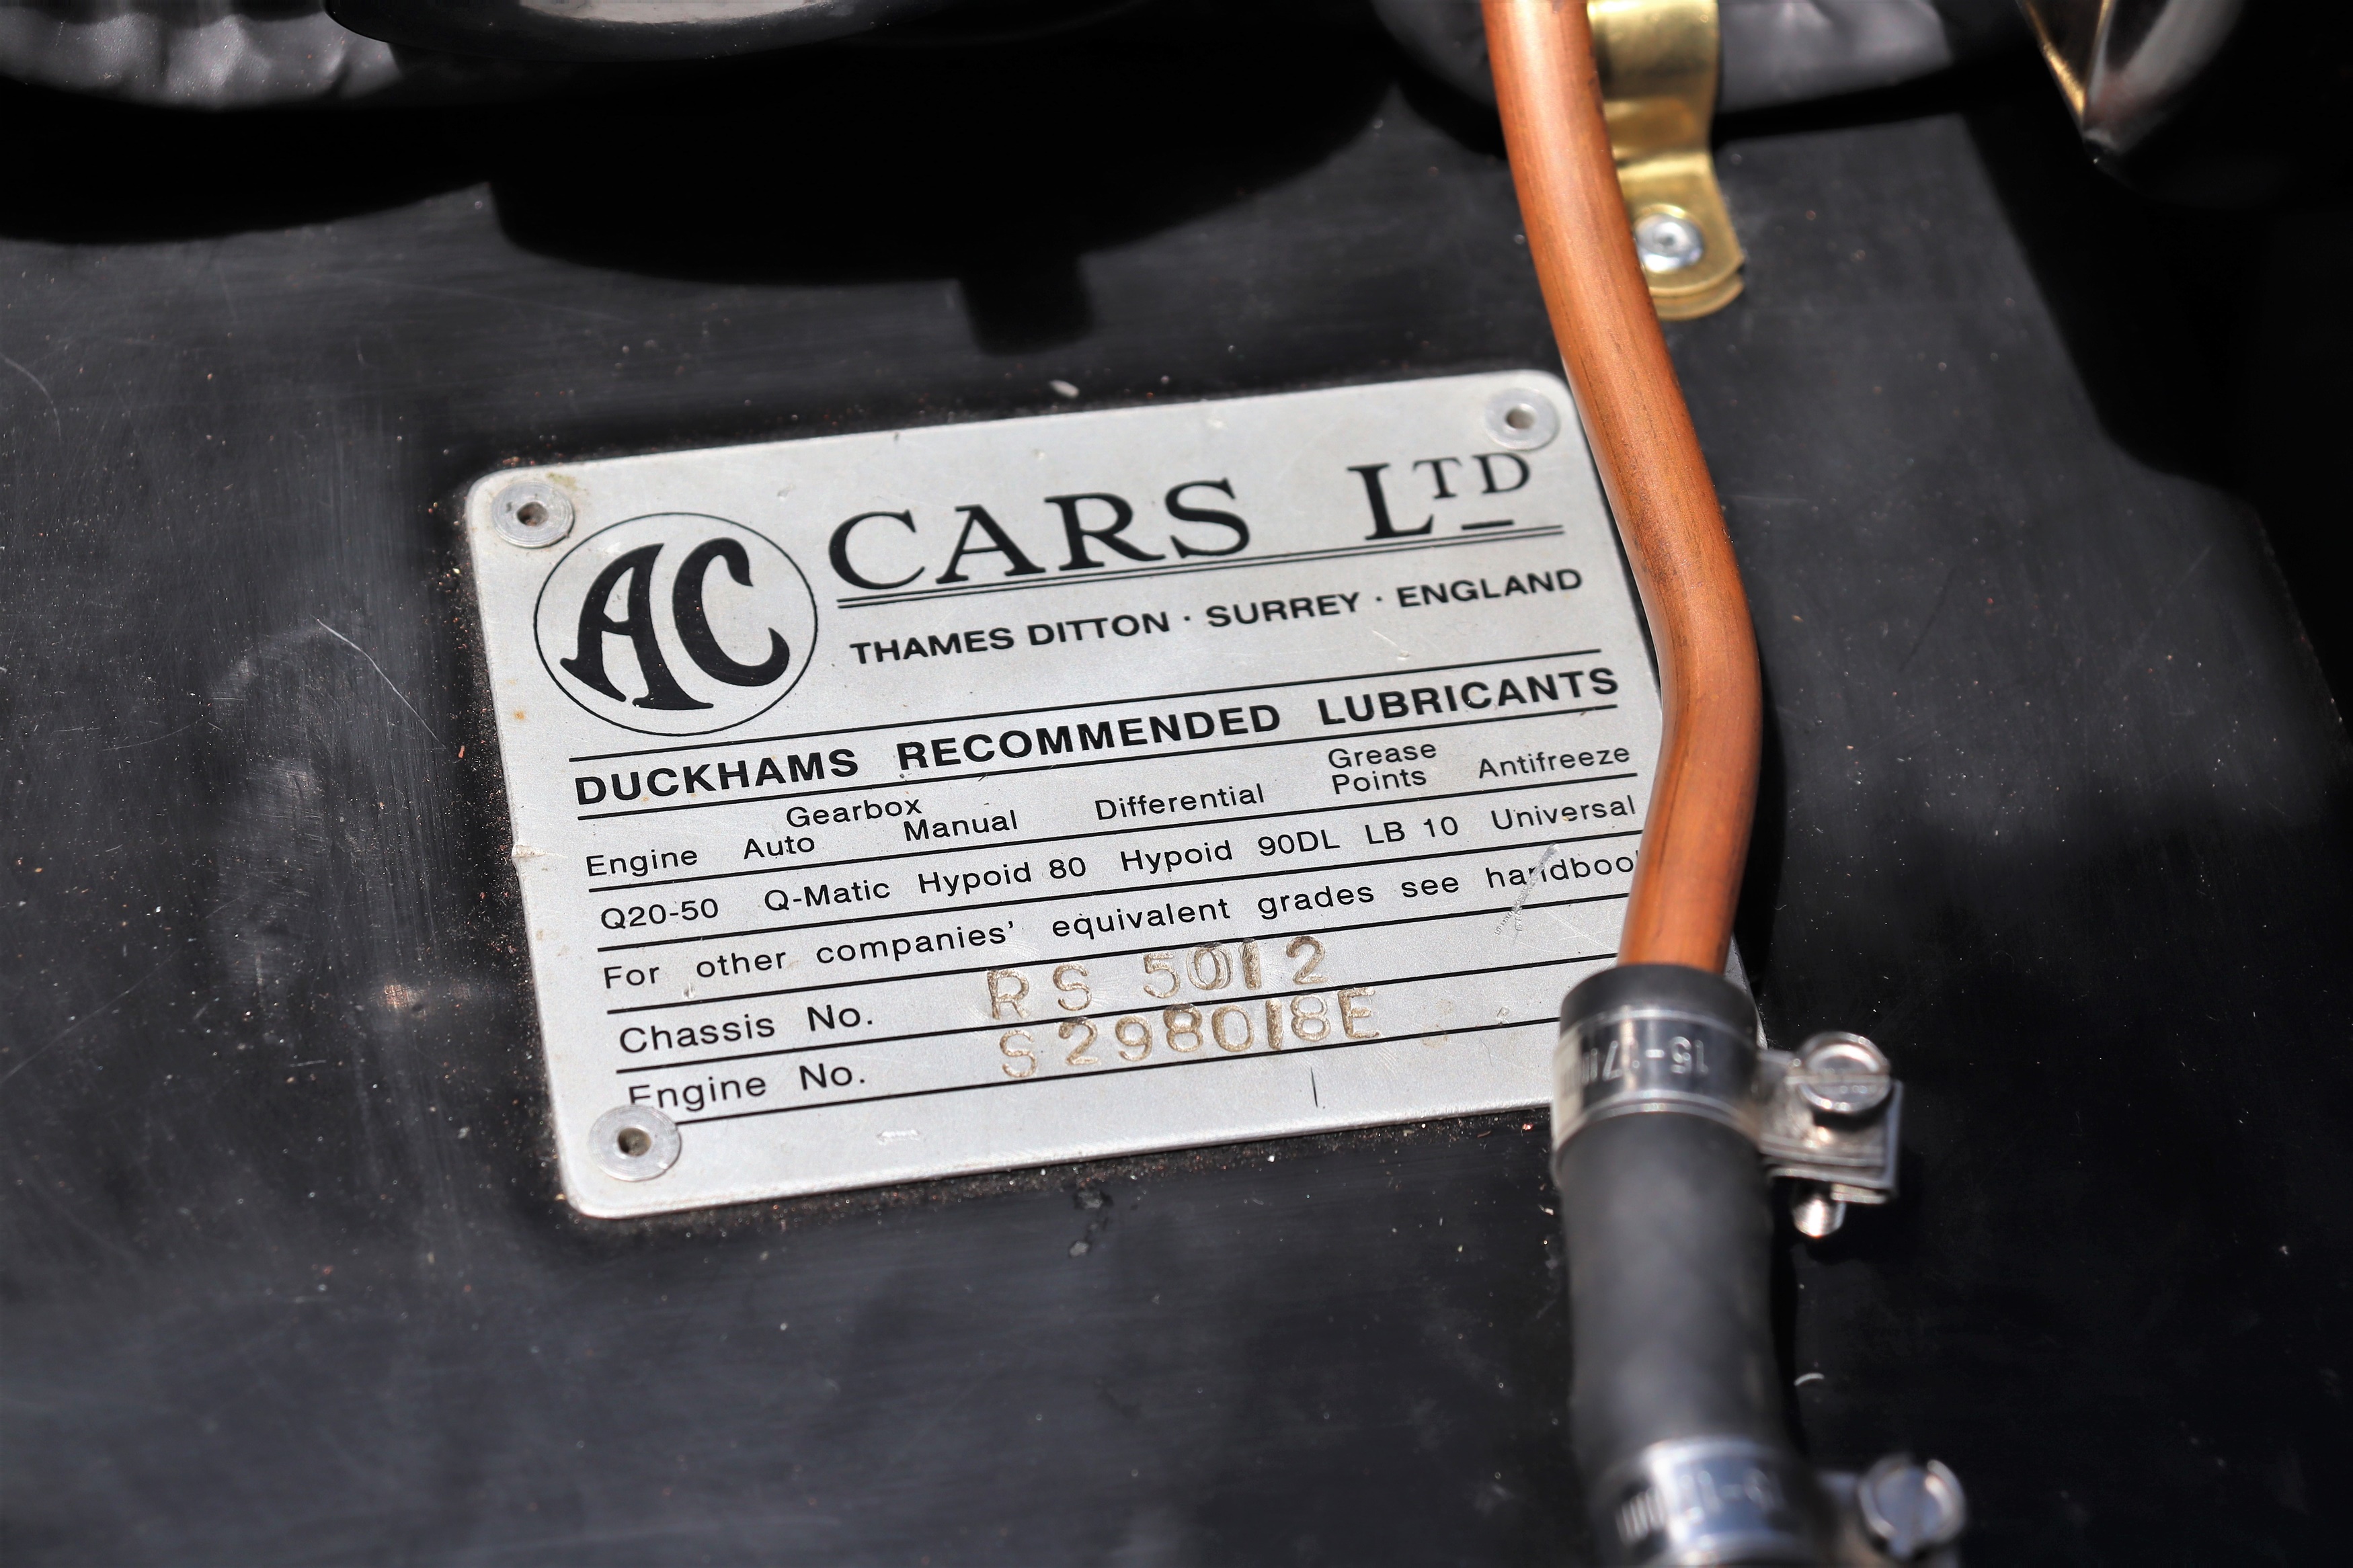 AC CARS LTD
THAMES DITTON · SURREY · ENGLAND
DUCKHAMS RECOMMENDED LUBRICANTS
Engine Gearbox Auto Manual Differential Grease Points Antifreeze
Q20-50 Q-Matic Hypoid 80 Hypoid 90DL LB 10 Universal
For other companies' equivalent grades see handboo
Chassis No. RS 5012
Engine No. S298018E